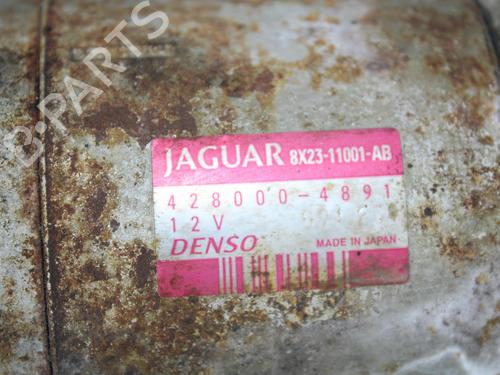 B-PARTS
JAGUAR 8X23-11001-AB
428000-4891
12V
DENSO MADE IN JAPAN